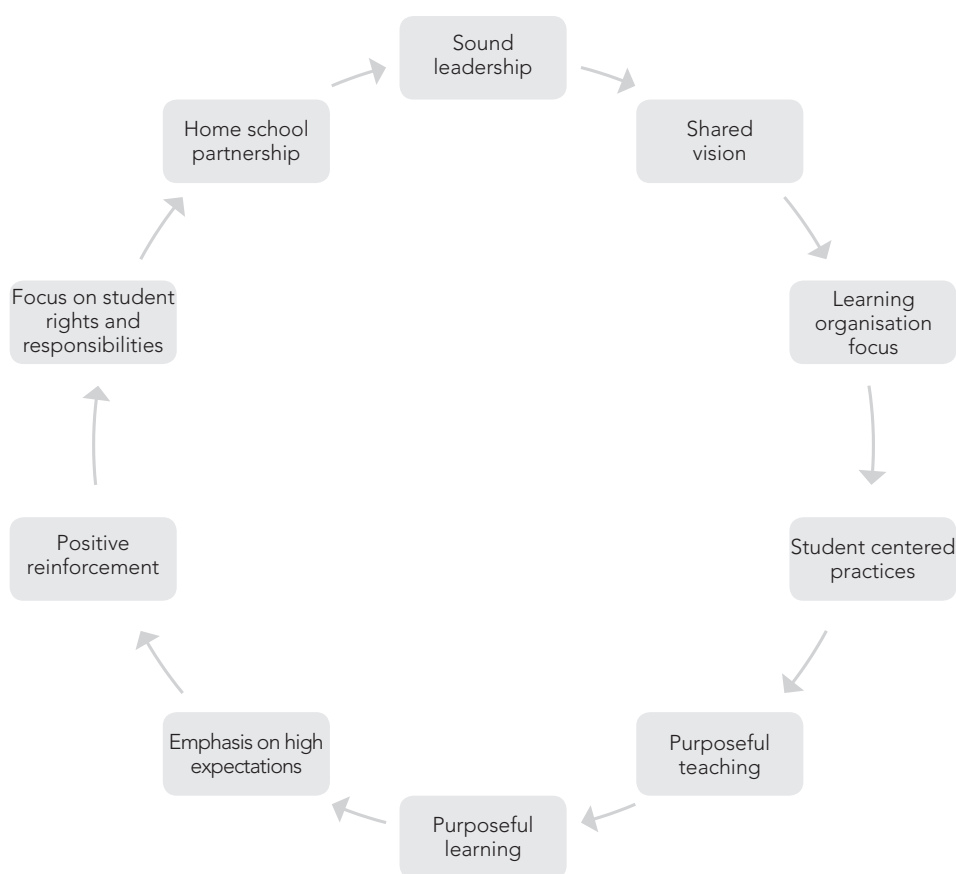 Sound
leadership
Shared
vision
Learning
organisation
focus
Student centered
practices
Purposeful
teaching
Purposeful
learning
Emphasis on high
expectations
Positive
reinforcement
Focus on student
rights and
responsibilities
Home school
partnership